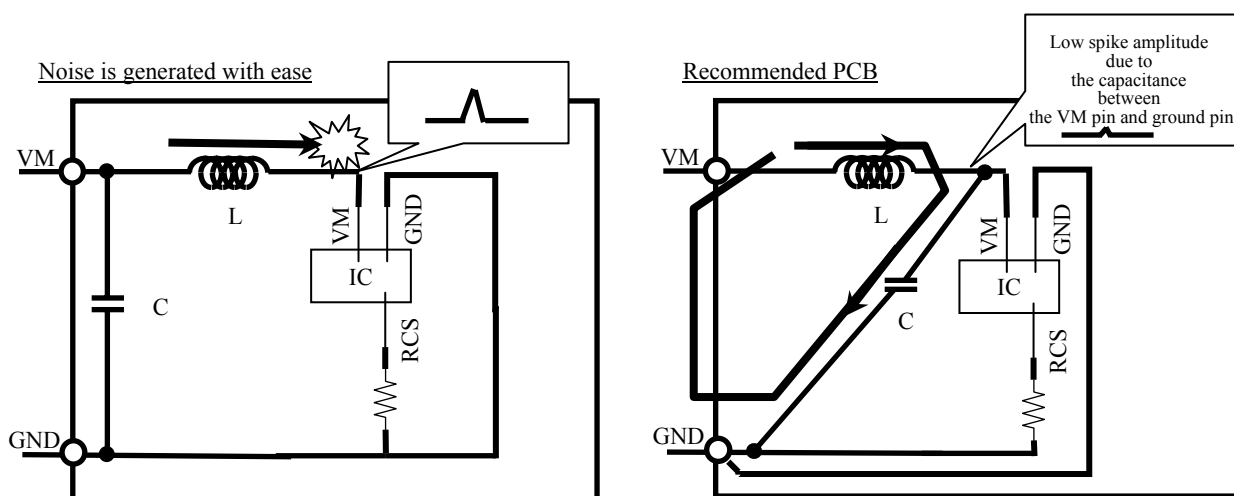 Noise is generated with ease
VM
L
VM
GND
IC
C
RCS
GND
Recommended PCB
Low spike amplitude
due to
the capacitance
between
the VM pin and ground pin
VM
L
VM
GND
IC
C
RCS
GND